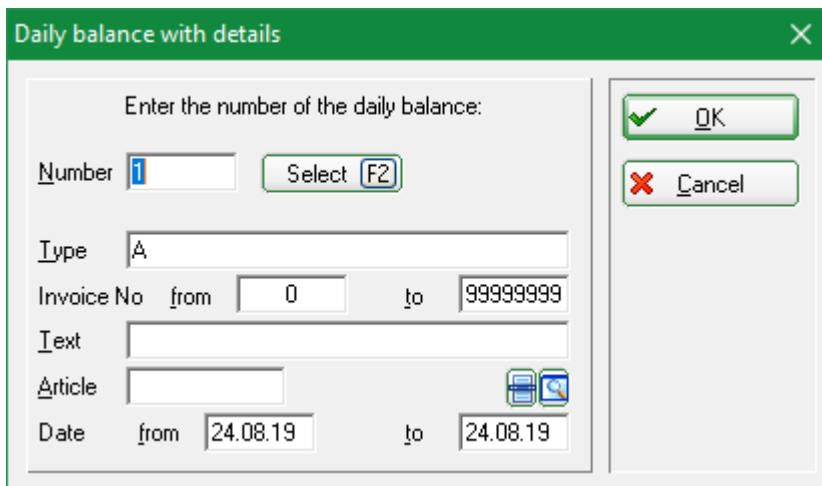 Daily balance with details
Enter the number of the daily balance:
OK
Number 1 Select F2
Cancel
Type A
Invoice No from 0 to 99999999
Text
Article
Date from 24.08.19 to 24.08.19